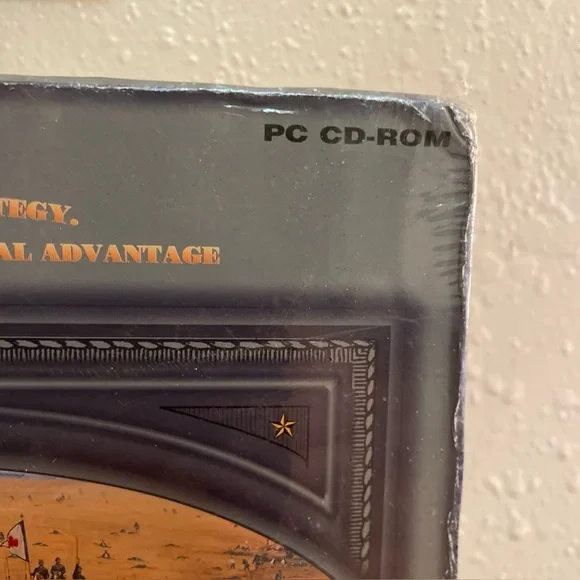 PC CD-ROM
TEGY.
AL ADVANTAGE